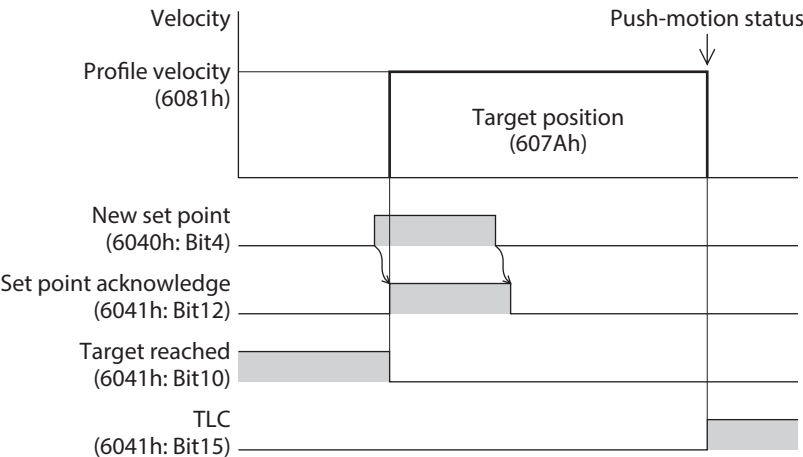 Velocity
Push-motion status
Profile velocity
(6081h)
Target position
(607Ah)
New set point
(6040h: Bit4)
Set point acknowledge
(6041h: Bit12)
Target reached
(6041h: Bit10)
TLC
(6041h: Bit15)